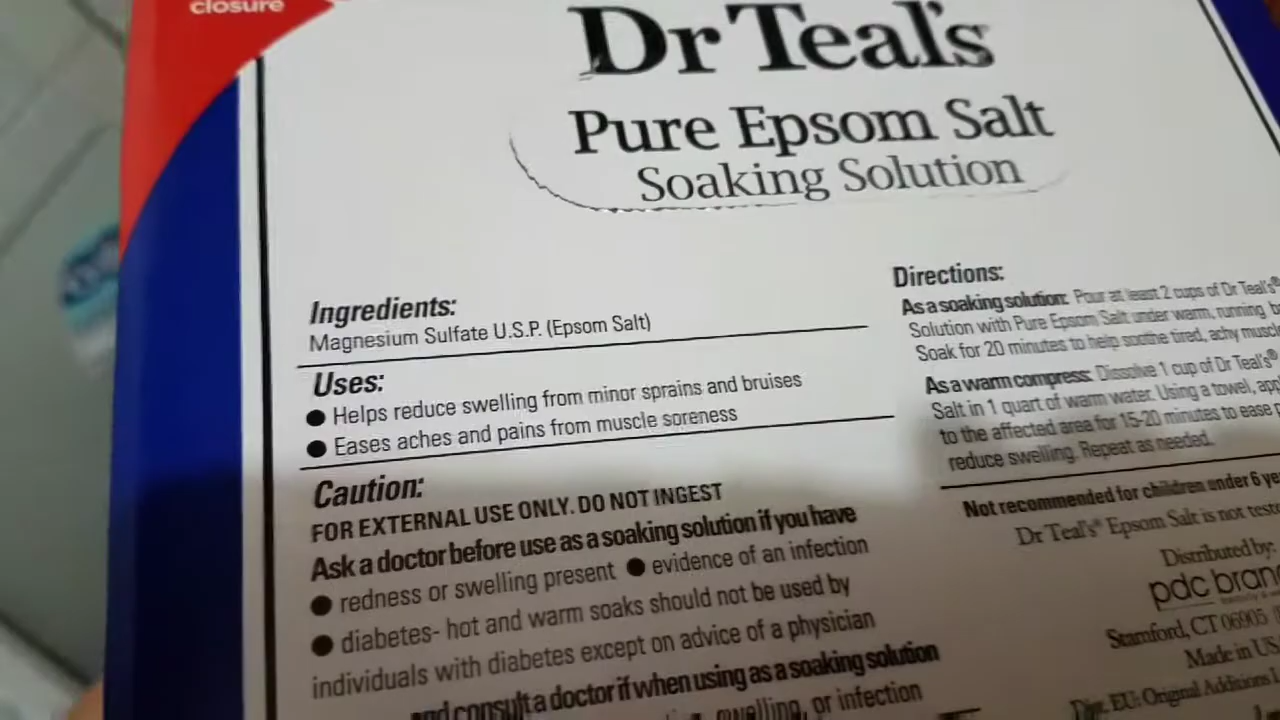 closure
Dr Teal's
Pure Epsom Salt
Soaking Solution
Ingredients:
Magnesium Sulfate U.S.P. (Epsom Salt)
Uses:
● Helps reduce swelling from minor sprains and bruises
● Eases aches and pains from muscle soreness
Caution:
FOR EXTERNAL USE ONLY. DO NOT INGEST
Ask a doctor before use as a soaking solution if you have
● redness or swelling present ● evidence of an infection
● diabetes- hot and warm soaks should not be used by
individuals with diabetes except on advice of a physician
and consult a doctor if when using as a soaking solution
swelling, or infection
Directions:
As a soaking solution: Pour at least 2 cups of Dr Teal's®
Solution with Pure Epsom Salt under warm, running
Soak for 20 minutes to help soothe tired, achy
As a warm compress: Dissolve 1 cup of Dr Teal's®
Salt in 1 quart of warm water. Using a towel,
to the affected area for 15-20 minutes to ease
reduce swelling. Repeat as needed.
Not recommended for children under 6
Dr Teal's® Epsom Salt is not
Distributed by:
pdc
Stamford, CT 06905
Made in
Dist. EU: Original Additions